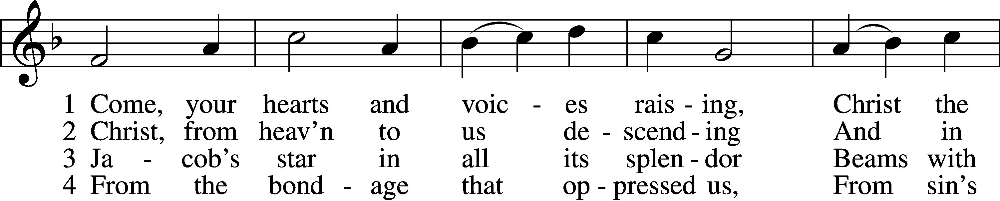 1 Come, your hearts and voic - es rais - ing, Christ the
2 Christ, from heav’n to us de - scend - ing And in
3 Ja - cob’s star in all its splen - dor Beams with
4 From the bond - age that op - pressed us, From sin’s